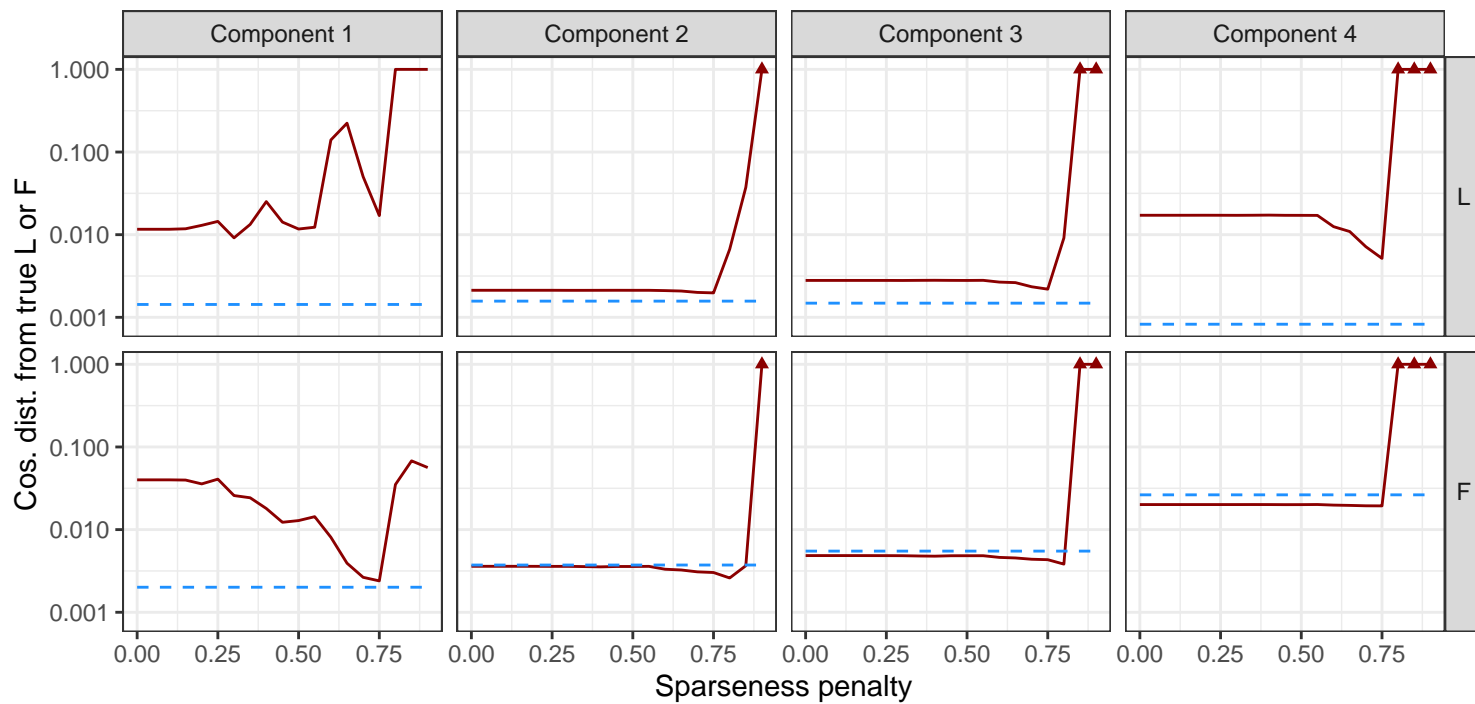 Component 1 Component 2 Component 3 Component 4
Cos. dist. from true L or F
1.000
0.100
0.010
0.001
L
1.000
0.100
0.010
0.001
F
0.00 0.25 0.50 0.75 0.00 0.25 0.50 0.75 0.00 0.25 0.50 0.75 0.00 0.25 0.50 0.75
Sparseness penalty